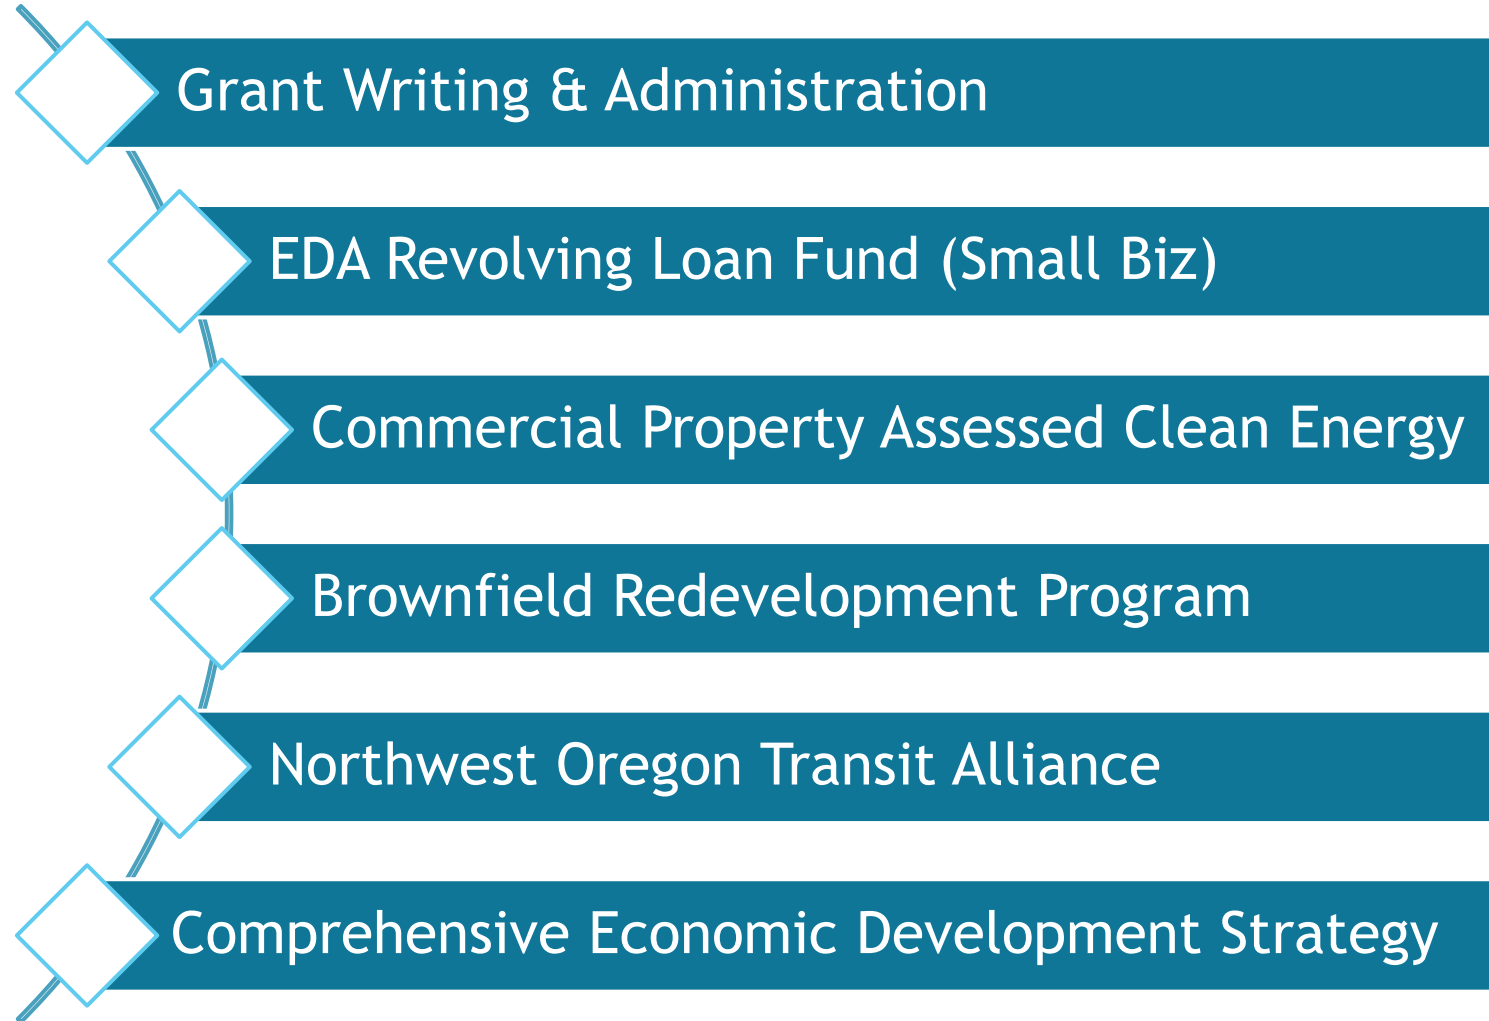 Grant Writing & Administration
EDA Revolving Loan Fund (Small Biz)
Commercial Property Assessed Clean Energy
Brownfield Redevelopment Program
Northwest Oregon Transit Alliance
Comprehensive Economic Development Strategy